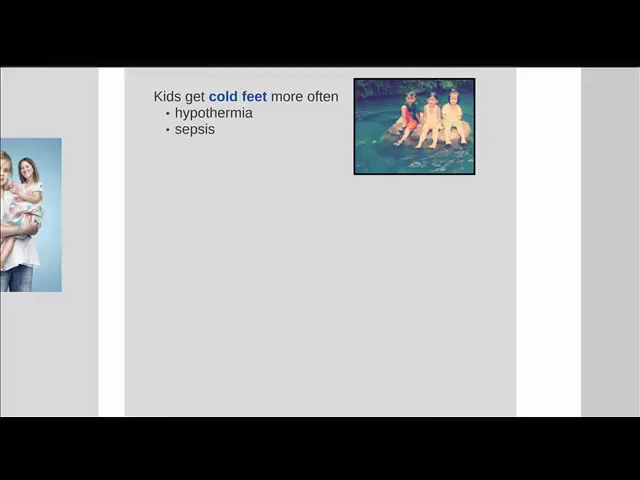 Kids get cold feet more often
• hypothermia
• sepsis